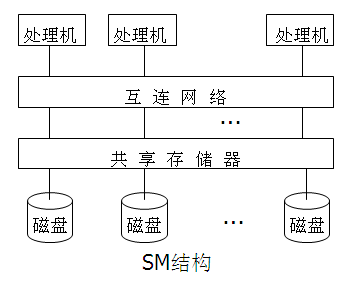 处理机 处理机 处理机
互连网络
...
共享存储器
磁盘 磁盘 ... 磁盘
SM结构